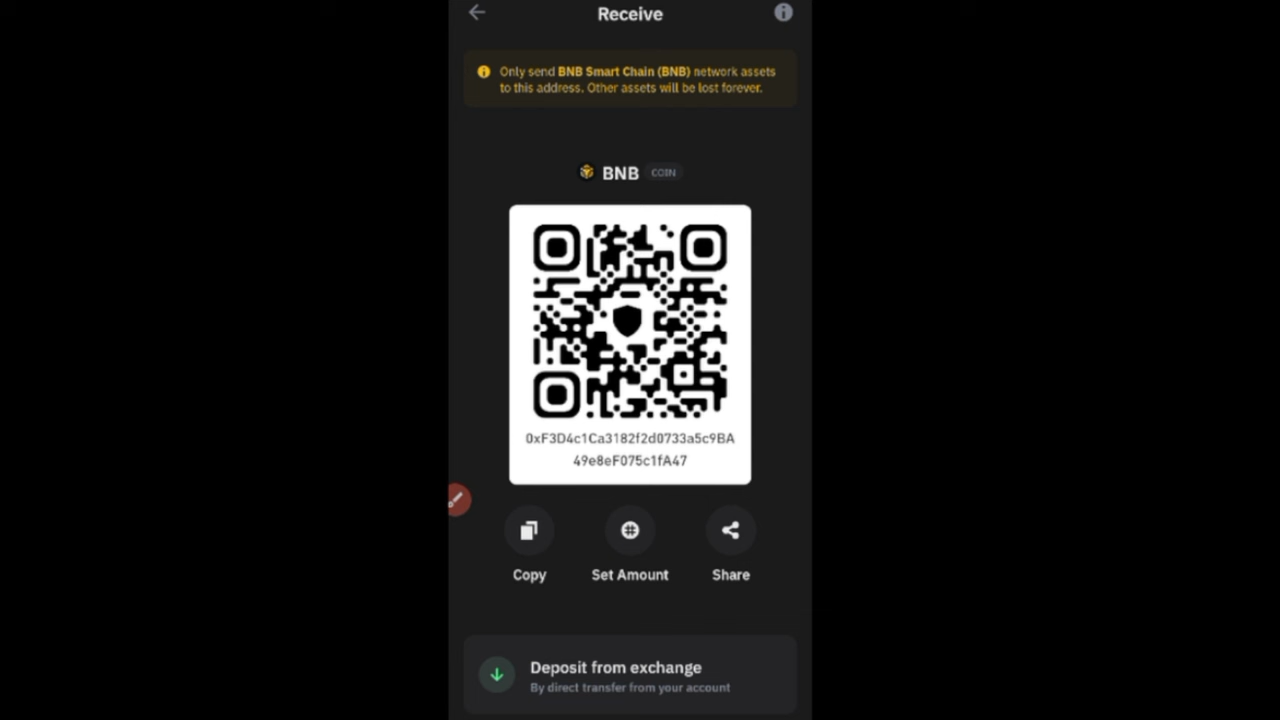 Receive
Only send BNB Smart Chain (BNB) network assets
to this address. Other assets will be lost forever.
BNB COIN
0xF3D4c1Ca3182f2d0733a5c9BA
49e8eF075c1fA47
Copy Set Amount Share
Deposit from exchange
By direct transfer from your account